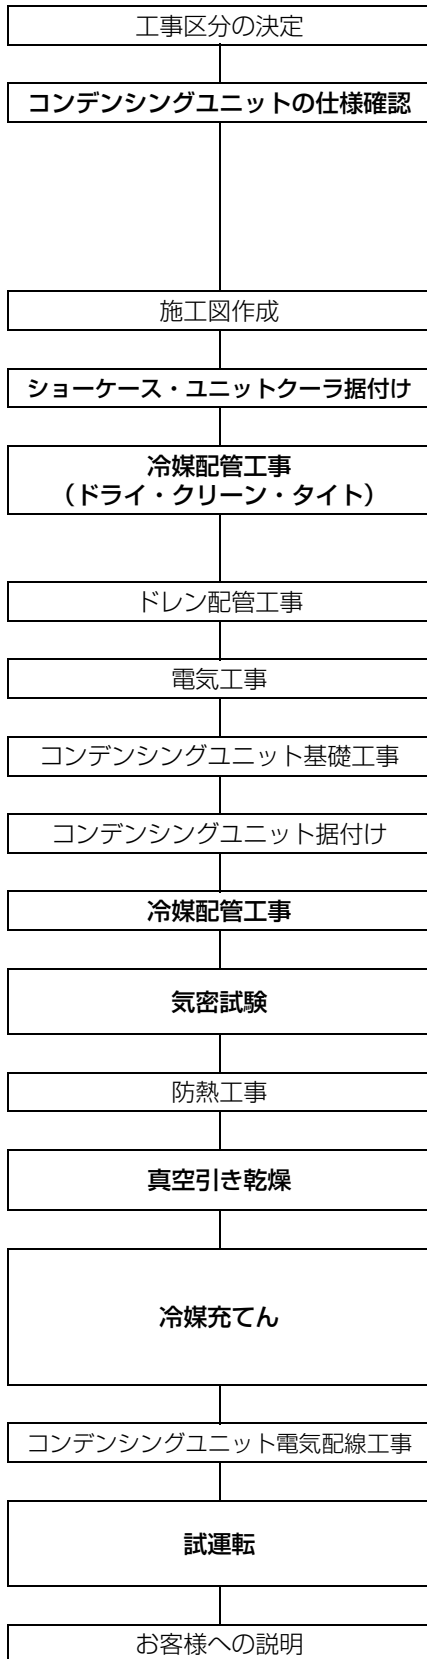 工事区分の決定
コンデンシングユニットの仕様確認
施工図作成
ショーケース・ユニットクーラ据付け
冷媒配管工事
（ドライ・クリーン・タイト）
ドレン配管工事
電気工事
コンデンシングユニット基礎工事
コンデンシングユニット据付け
冷媒配管工事
気密試験
防熱工事
真空引き乾燥
冷媒充てん
コンデンシングユニット電気配線工事
試運転
お客様への説明